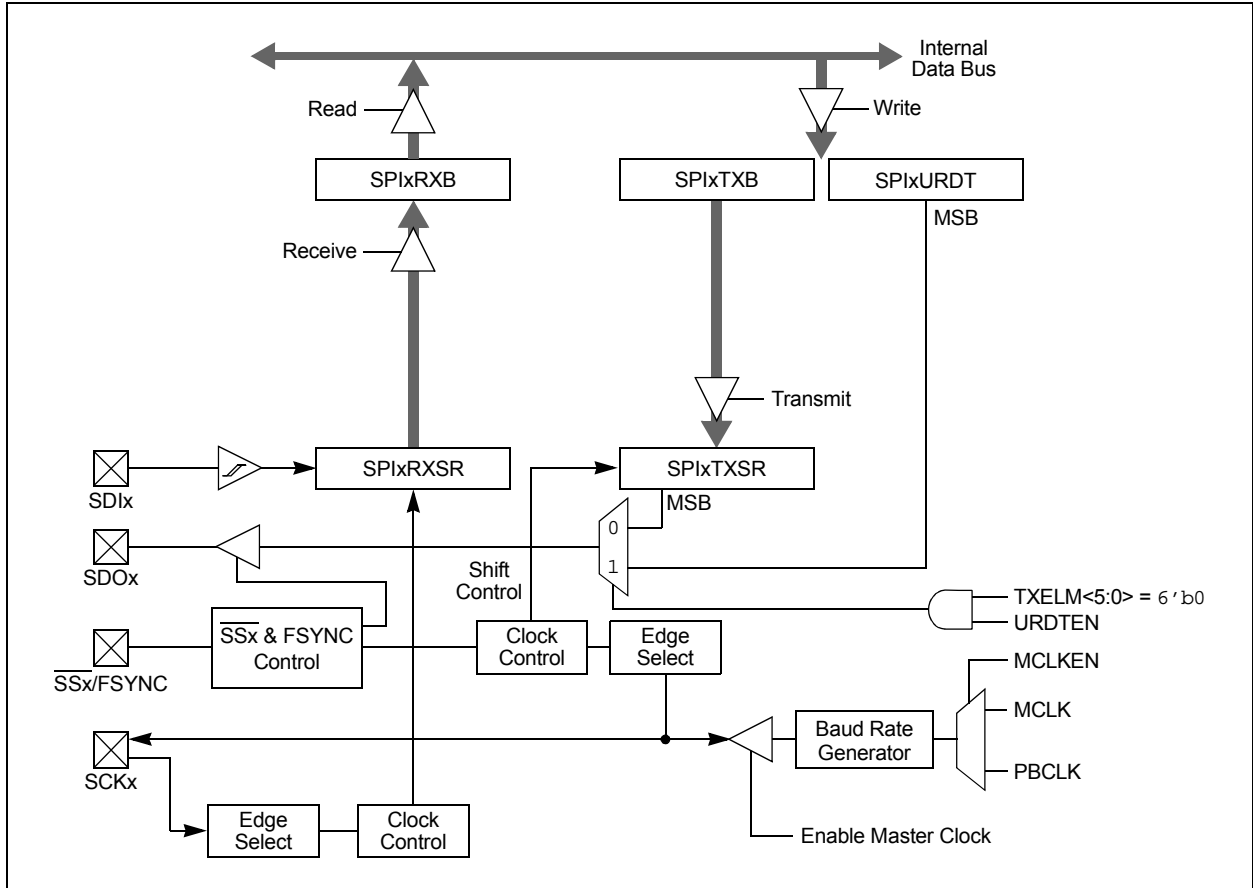 Internal
Data Bus
Read
Write
SPIxRXB
SPIxTXB
SPIxURDT
MSB
Receive
Transmit
SDIx
SPIxRXSR
SPIxTXSR
MSB
0
SDOx
1
Shift
Control
TXELM<5:0> = 6'b0
URDTEN
SSx & FSYNC
Control
Clock
Control
Edge
Select
SSx/FSYNC
MCLKEN
MCLK
Baud Rate
Generator
PBCLK
SCKx
Edge
Select
Clock
Control
Enable Master Clock